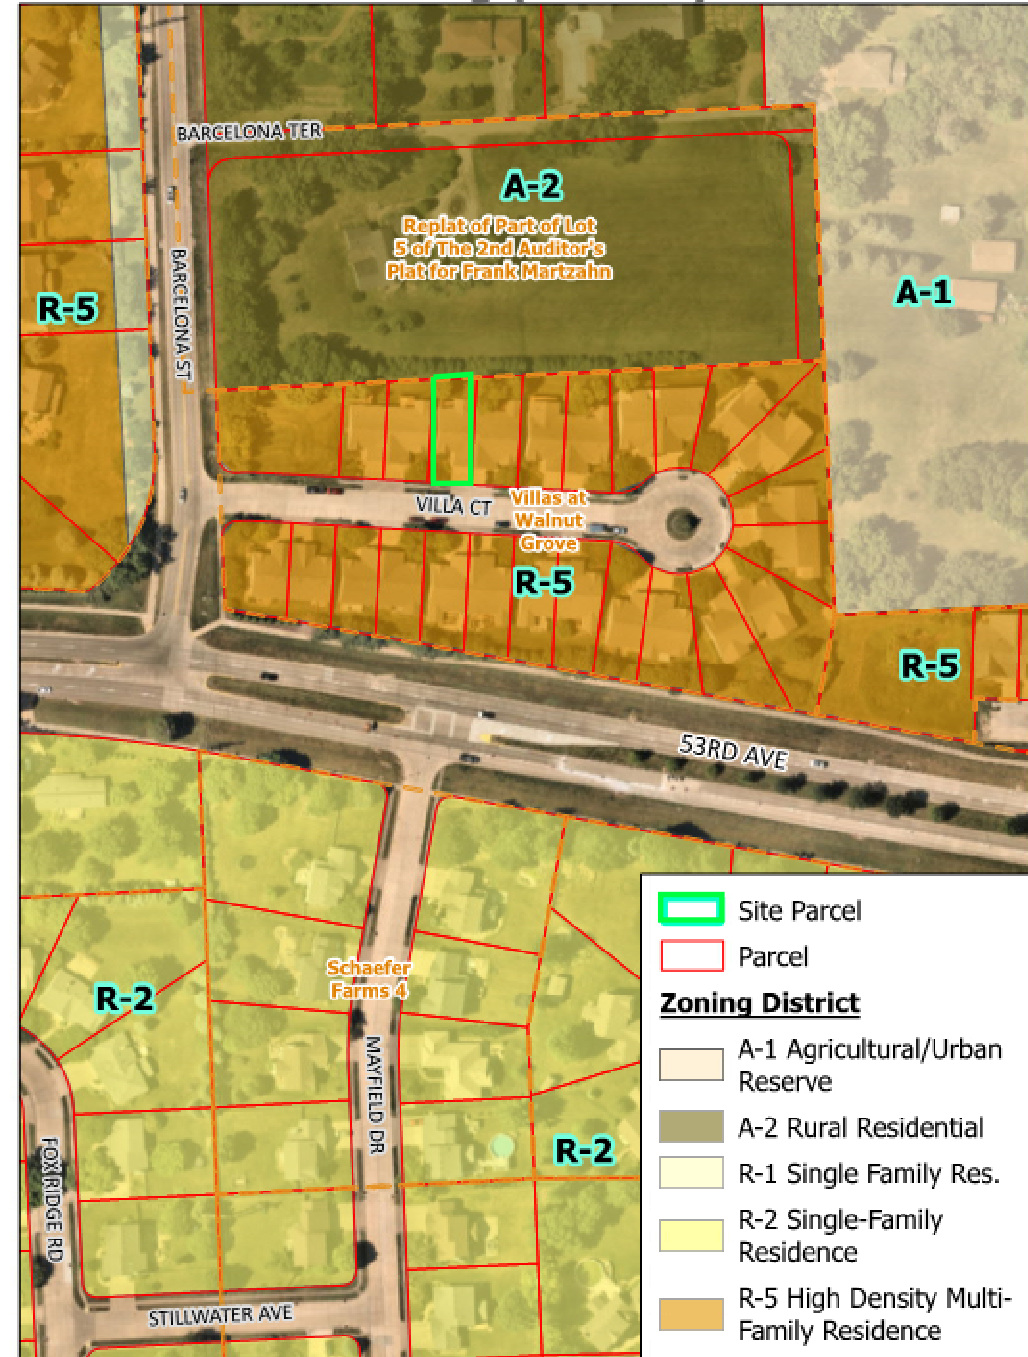 BARCELONA TER
A-2
Replat of Part of Lot
5 of The 2nd Auditor's
Plat for Frank Martzahn
A-1
R-5
BARCELONA ST
VILLA CT
Villas at
Walnut
Grove
R-5
R-5
53RD AVE
Schaefer
Farms 4
R-2
MAYFIELD DR
R-2
FOX RIDGE RD
STILLWATER AVE
Site Parcel
Parcel
Zoning District
A-1 Agricultural/Urban
Reserve
A-2 Rural Residential
R-1 Single Family Res.
R-2 Single-Family
Residence
R-5 High Density Multi-
Family Residence